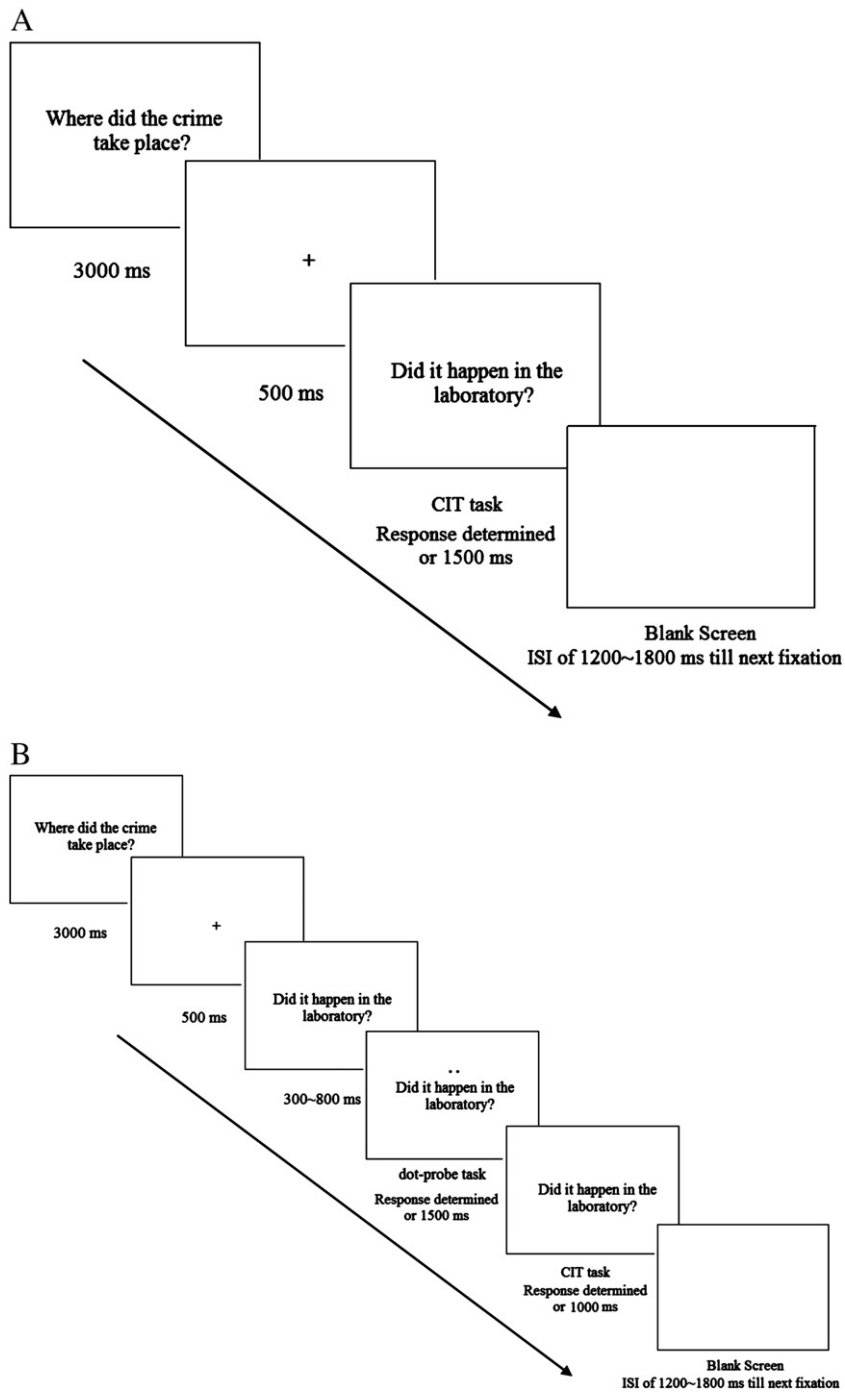 A
Where did the crime
take place?
3000 ms
+
500 ms
Did it happen in the
laboratory?
CIT task
Response determined
or 1500 ms
Blank Screen
ISI of 1200~1800 ms till next fixation
B
Where did the crime
take place?
3000 ms
+
500 ms
Did it happen in the
laboratory?
300~800 ms
..
Did it happen in the
laboratory?
dot-probe task
Response determined
or 1500 ms
Did it happen in the
laboratory?
CIT task
Response determined
or 1000 ms
Blank Screen
ISI of 1200~1800 ms till next fixation